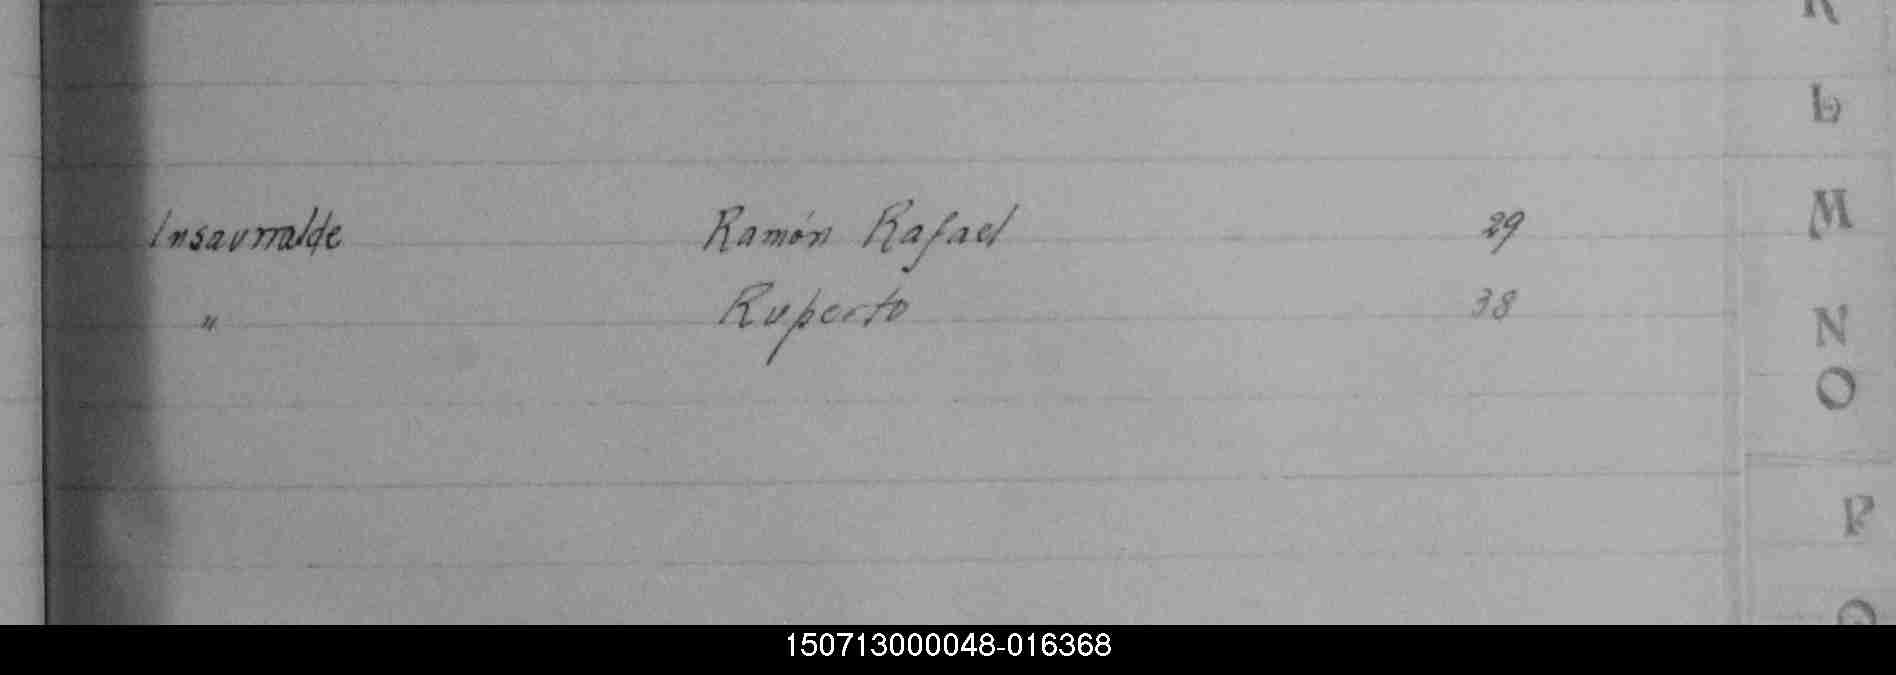 K
L
Insaurralde Ramón Rafael 29
M
" Ruperto 38
N
O
P
Q
150713000048-016368